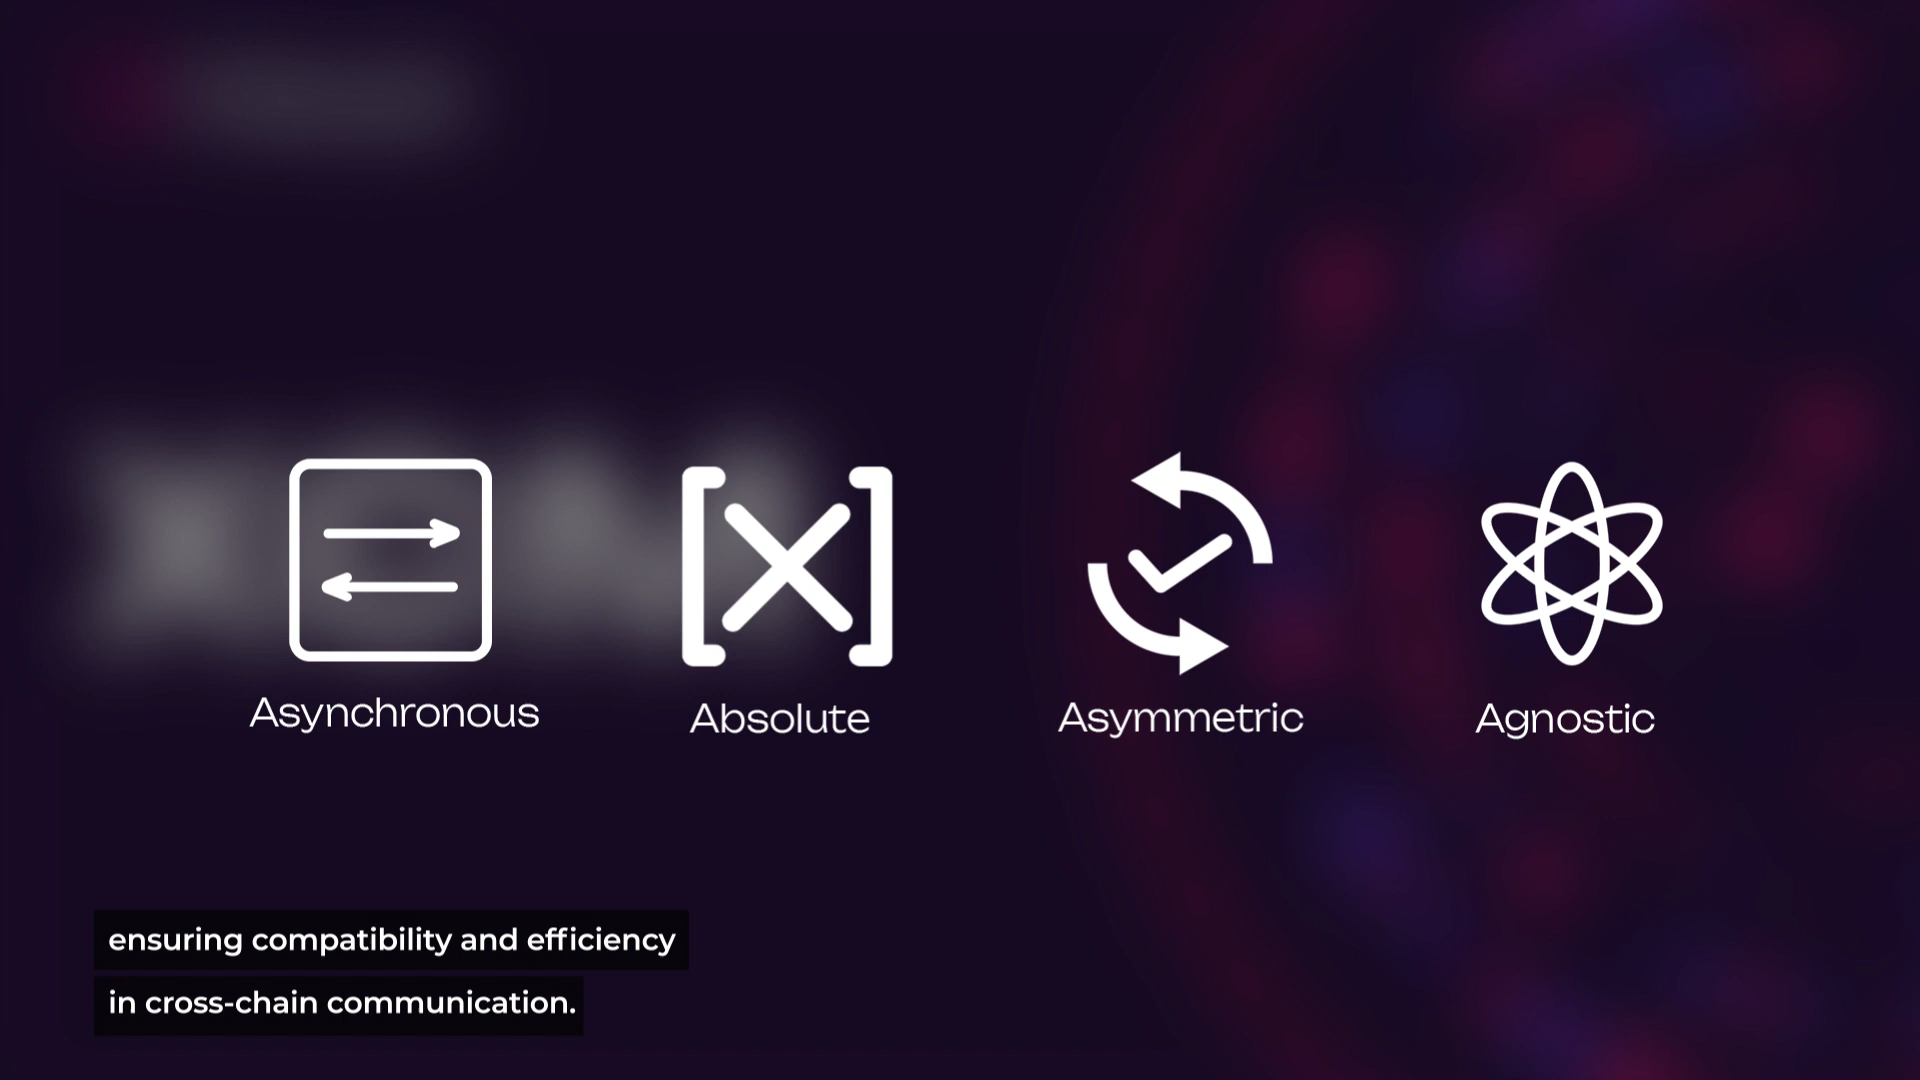 Asynchronous
Absolute
Asymmetric
Agnostic
ensuring compatibility and efficiency
in cross-chain communication.